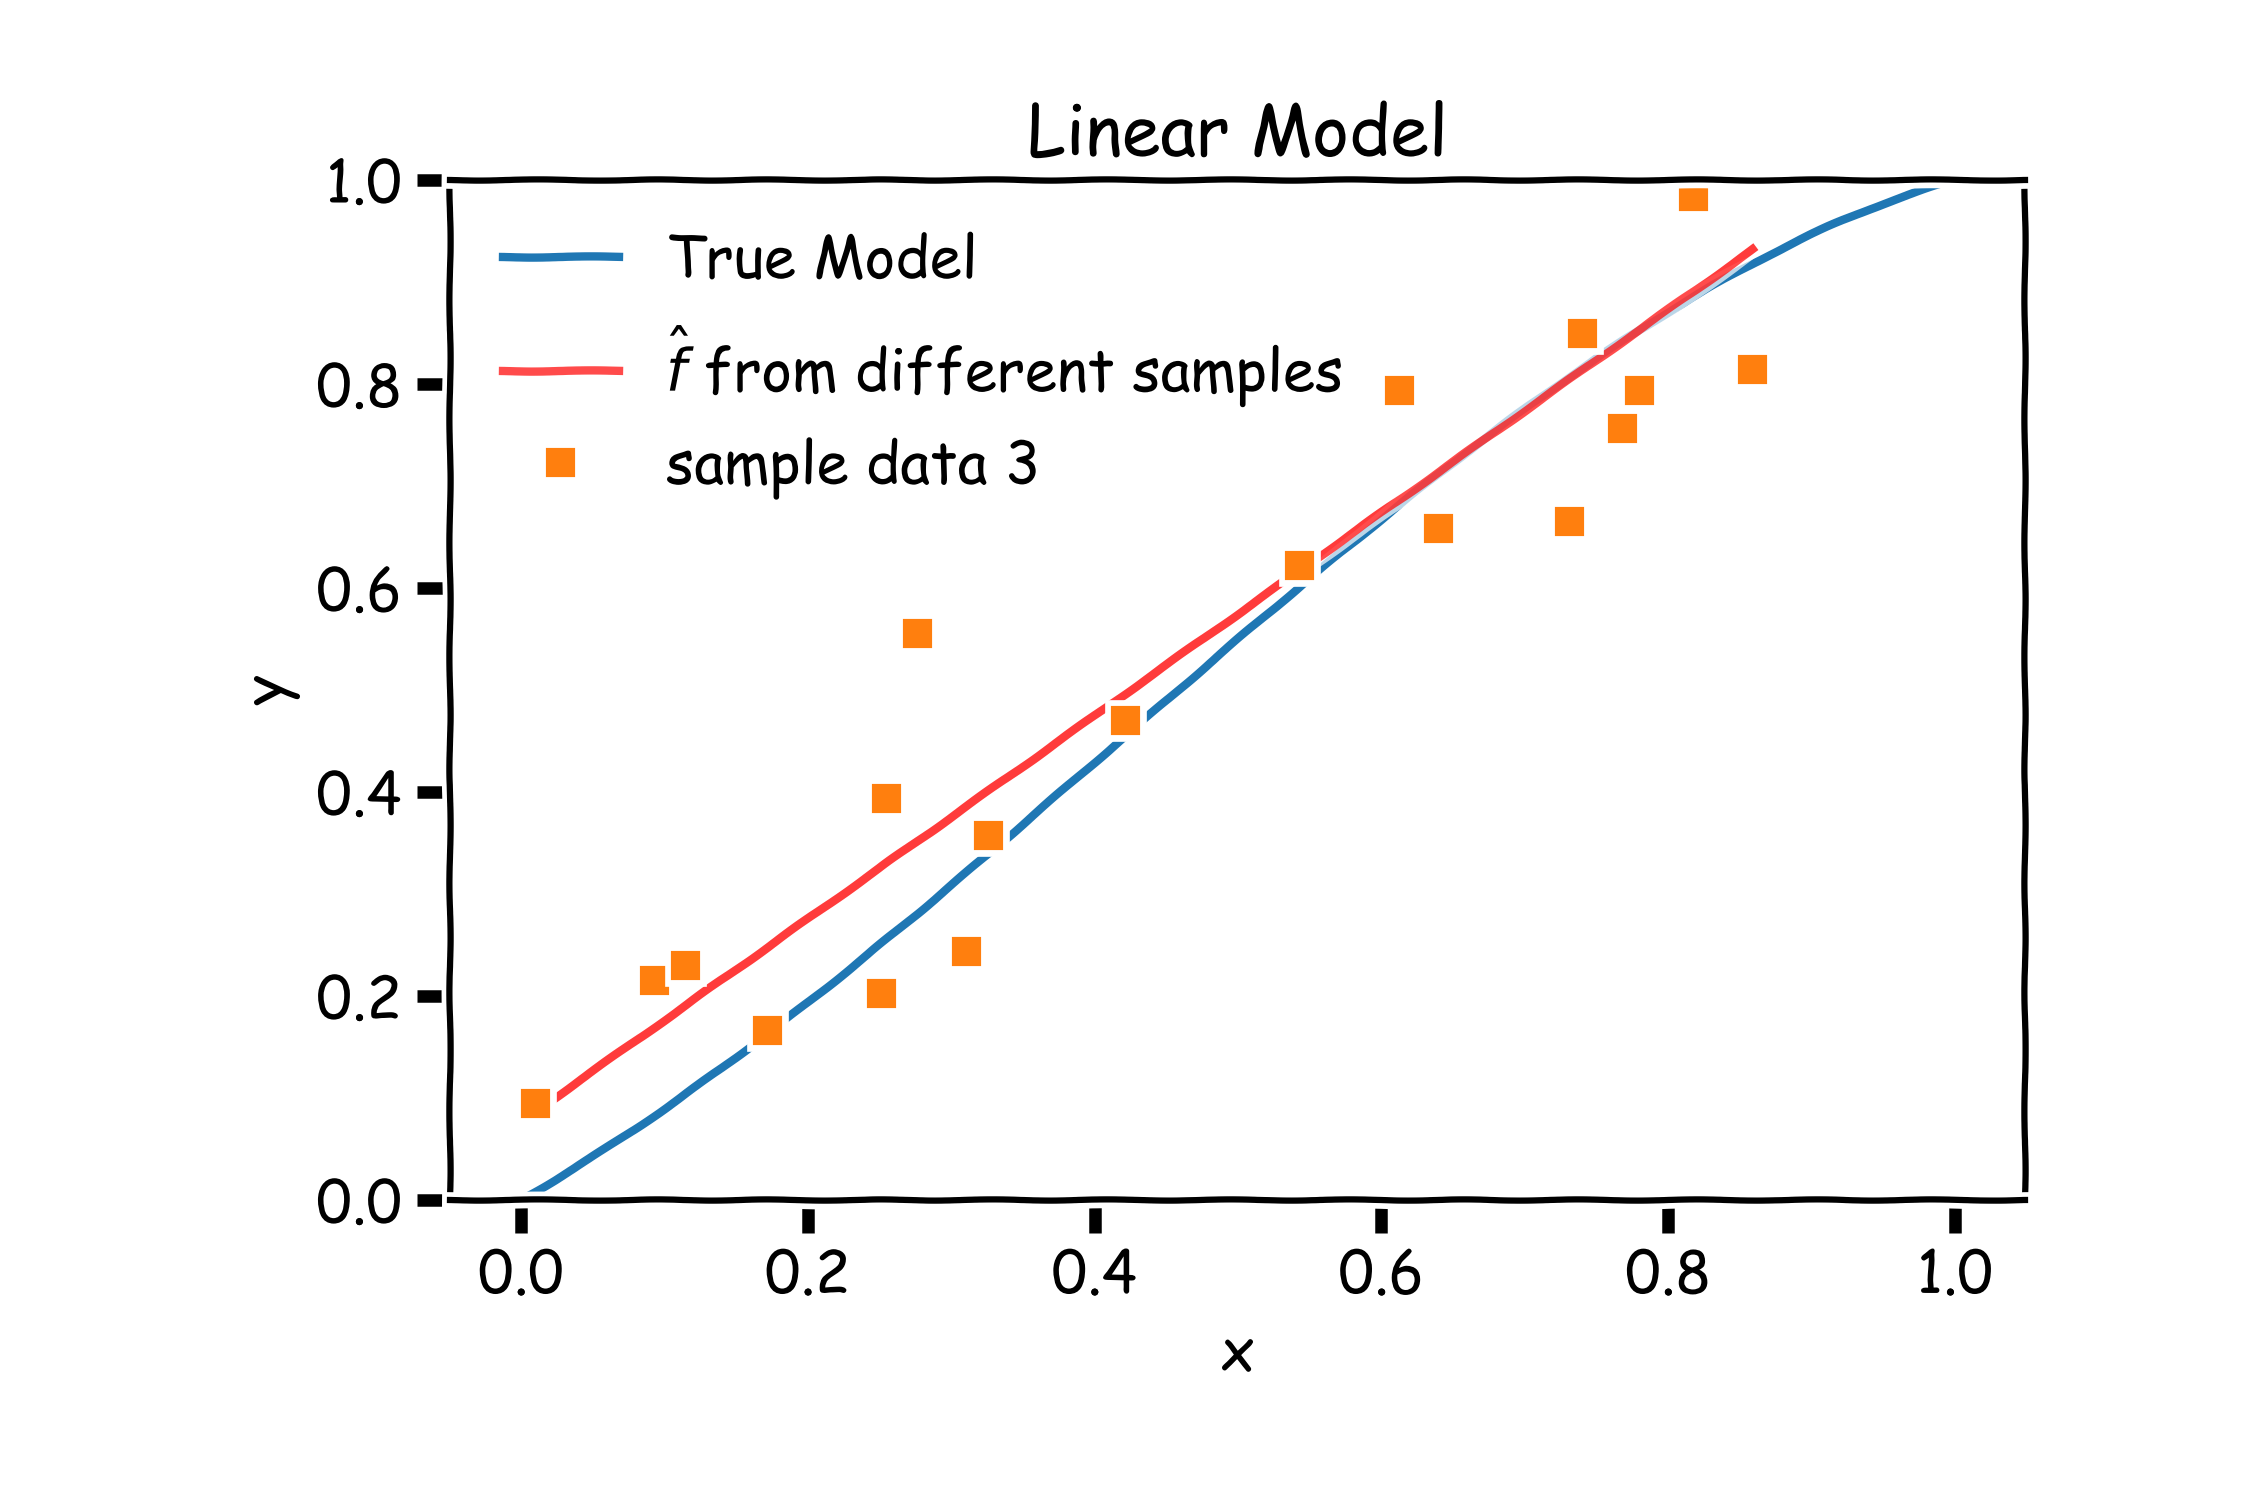 Linear Model
1.0
True Model
f̂ from different samples
0.8
sample data 3
0.6
y
0.4
0.2
0.0
0.0 0.2 0.4 0.6 0.8 1.0
x